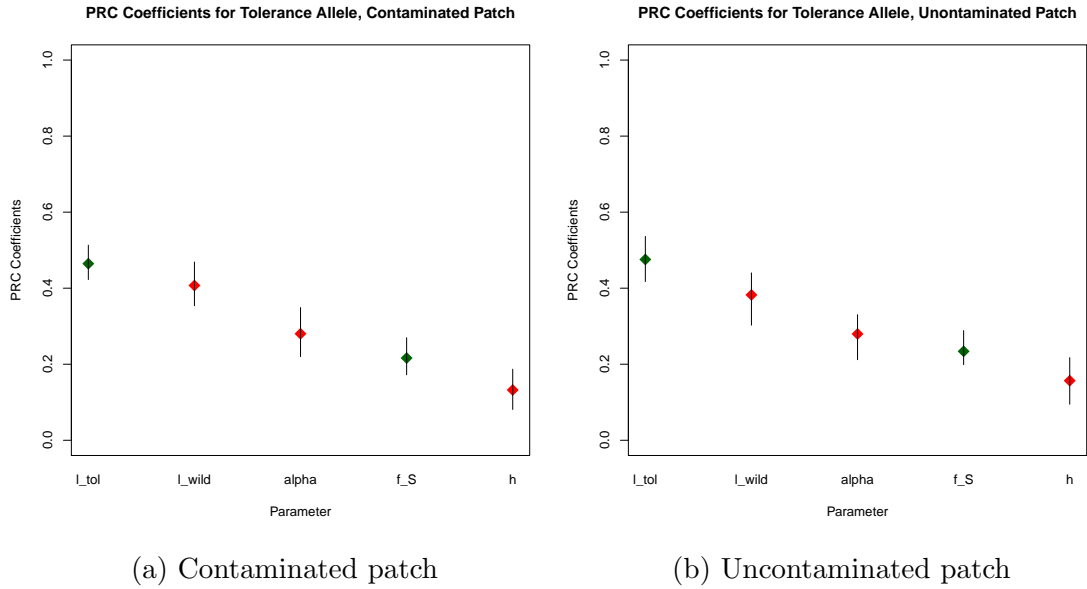 PRC Coefficients for Tolerance Allele, Contaminated Patch
PRC Coefficients
1.0
0.8
0.6
0.4
0.2
0.0
l_tol l_wild alpha f_S h
Parameter
(a) Contaminated patch
PRC Coefficients for Tolerance Allele, Unontaminated Patch
PRC Coefficients
1.0
0.8
0.6
0.4
0.2
0.0
l_tol l_wild alpha f_S h
Parameter
(b) Uncontaminated patch